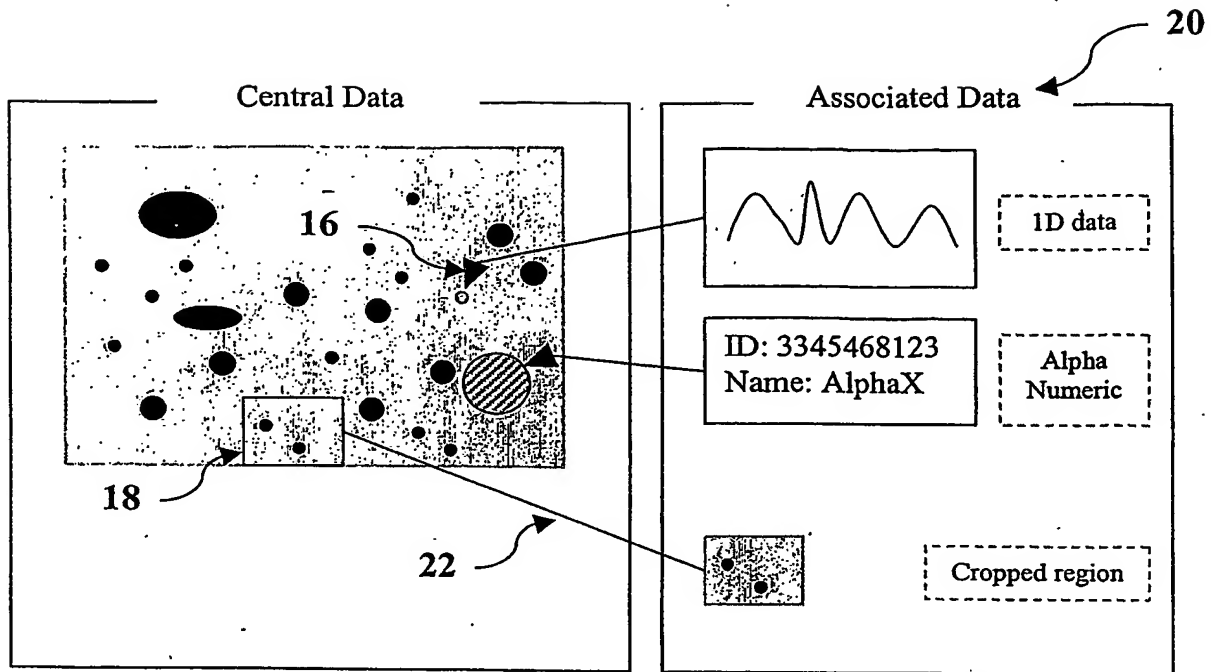 20
Central Data
Associated Data
16
1D data
ID: 3345468123
Name: AlphaX
Alpha
Numeric
18
22
Cropped region